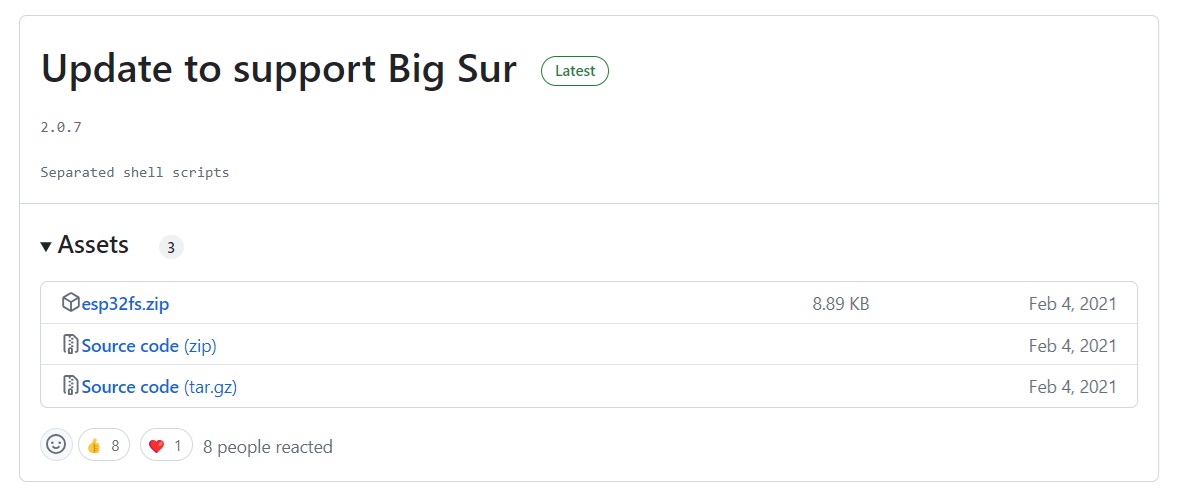 Update to support Big Sur Latest
2.0.7
Separated shell scripts
Assets 3
esp32fs.zip 8.89 KB Feb 4, 2021
Source code (zip) Feb 4, 2021
Source code (tar.gz) Feb 4, 2021
8 1 8 people reacted